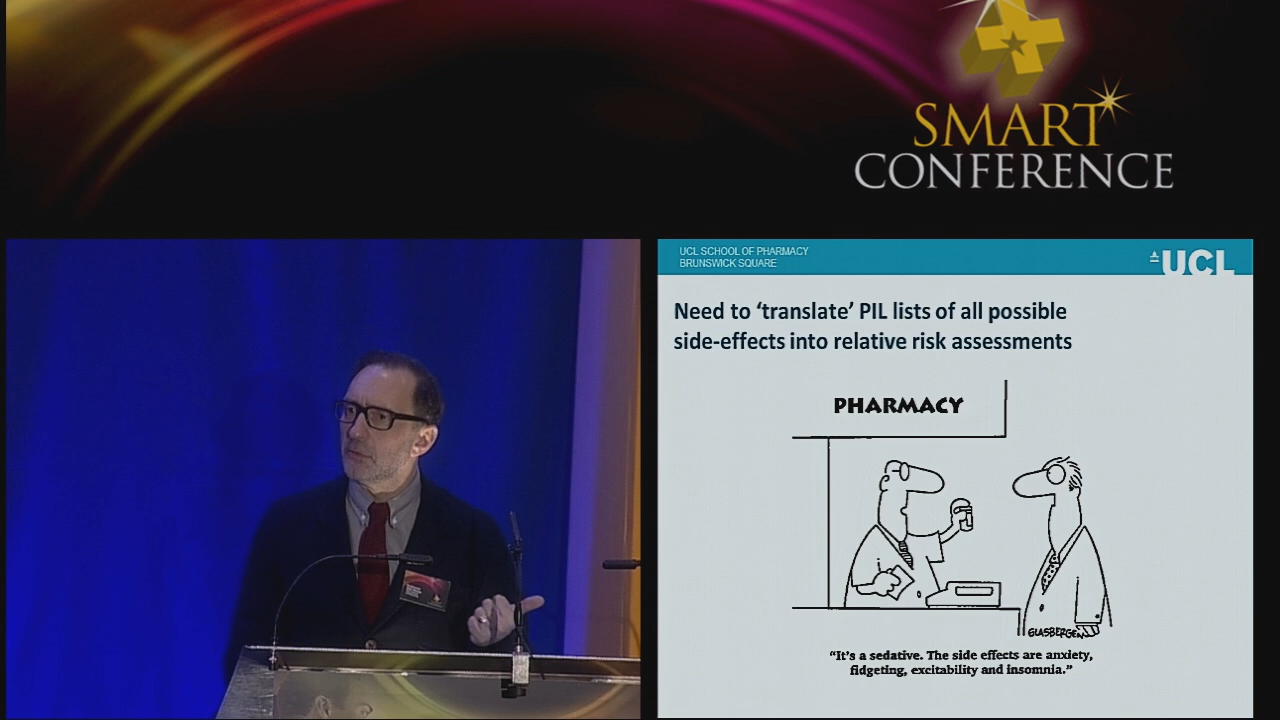 SMART
CONFERENCE
UCL SCHOOL OF PHARMACY
BRUNSWICK SQUARE
UCL
Need to ‘translate’ PIL lists of all possible
side-effects into relative risk assessments
PHARMACY
GLASBERGEN
“It's a sedative. The side effects are anxiety,
fidgeting, excitability and insomnia.”